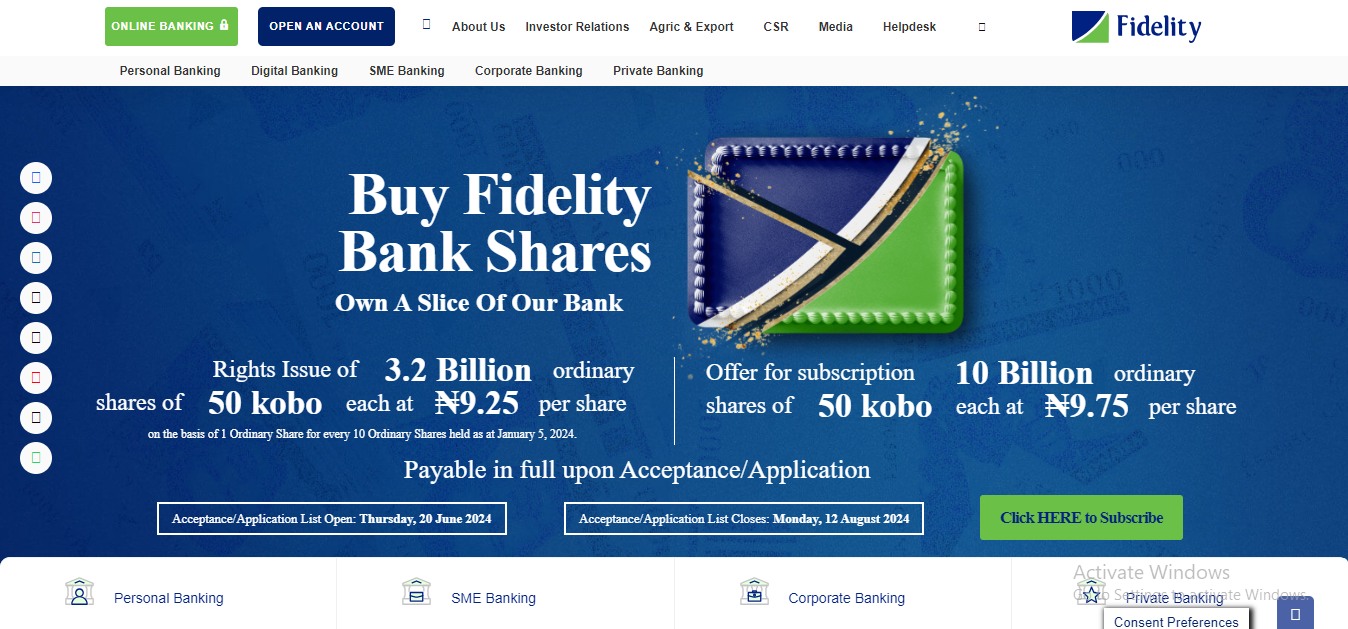 ONLINE BANKING
OPEN AN ACCOUNT
About Us
Investor Relations
Agric & Export
CSR
Media
Helpdesk
Fidelity
Personal Banking
Digital Banking
SME Banking
Corporate Banking
Private Banking
Buy Fidelity
Bank Shares
Own A Slice Of Our Bank
Rights Issue of 3.2 Billion ordinary
shares of 50 kobo each at ₦9.25 per share
on the basis of 1 Ordinary Share for every 10 Ordinary Shares held as at January 5, 2024.
Offer for subscription 10 Billion ordinary
shares of 50 kobo each at ₦9.75 per share
Payable in full upon Acceptance/Application
Acceptance/Application List Open: Thursday, 20 June 2024
Acceptance/Application List Closes: Monday, 12 August 2024
Click HERE to Subscribe
Personal Banking
SME Banking
Corporate Banking
Private Banking
Activate Windows
Go to Settings to activate Windows.
Consent Preferences